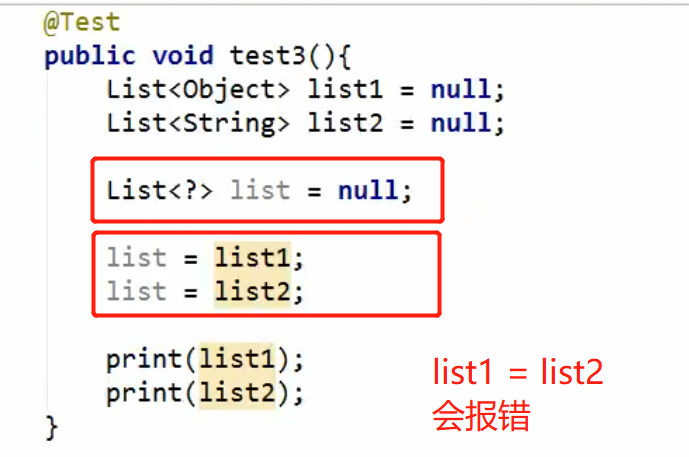 @Test
public void test3(){
List<Object> list1 = null;
List<String> list2 = null;
List<?> list = null;
list = list1;
list = list2;
print(list1);
print(list2);
}
list1 = list2
会报错